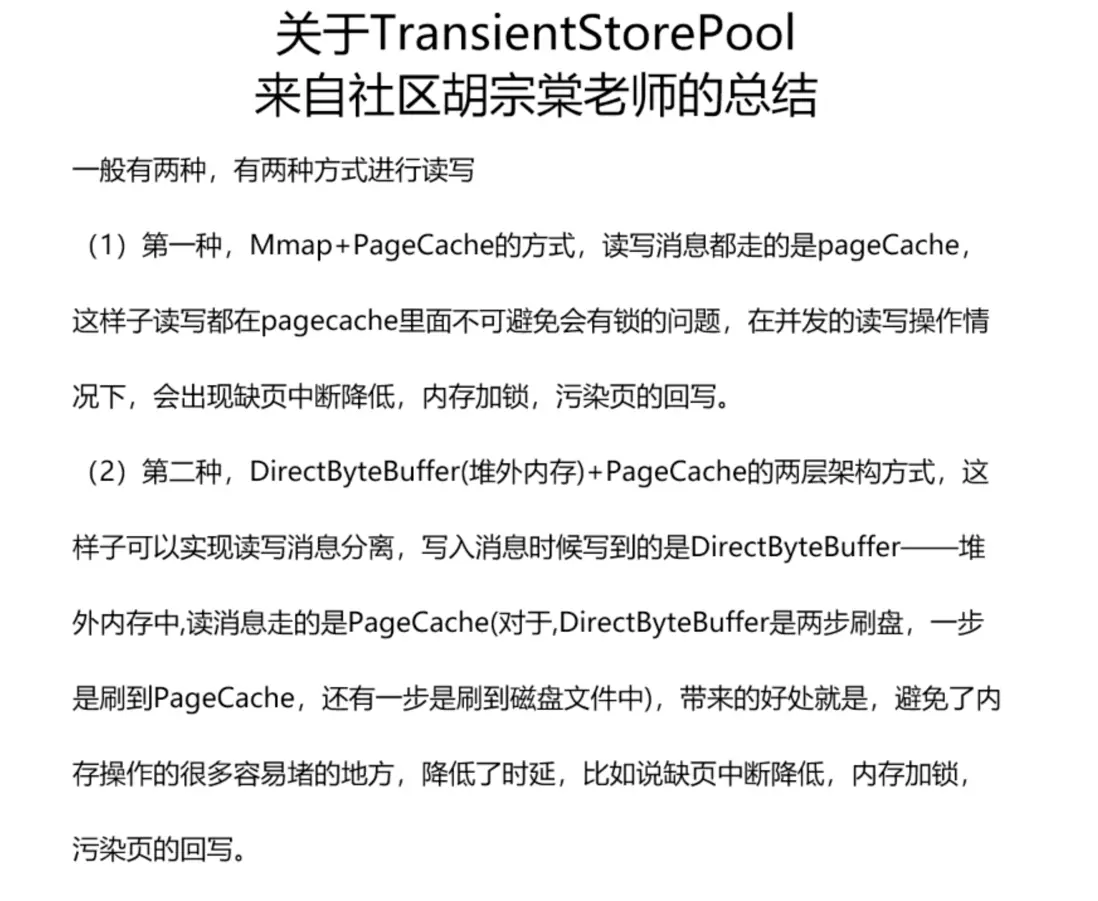 关于TransientStorePool
来自社区胡宗棠老师的总结
一般有两种，有两种方式进行读写
（1）第一种，Mmap+PageCache的方式，读写消息都走的是pageCache，
这样子读写都在pagecache里面不可避免会有锁的问题，在并发的读写操作情
况下，会出现缺页中断降低，内存加锁，污染页的回写。
（2）第二种，DirectByteBuffer(堆外内存)+PageCache的两层架构方式，这
样子可以实现读写消息分离，写入消息时候写到的是DirectByteBuffer——堆
外内存中,读消息走的是PageCache(对于,DirectByteBuffer是两步刷盘，一步
是刷到PageCache，还有一步是刷到磁盘文件中)，带来的好处就是，避免了内
存操作的很多容易堵的地方，降低了时延，比如说缺页中断降低，内存加锁，
污染页的回写。